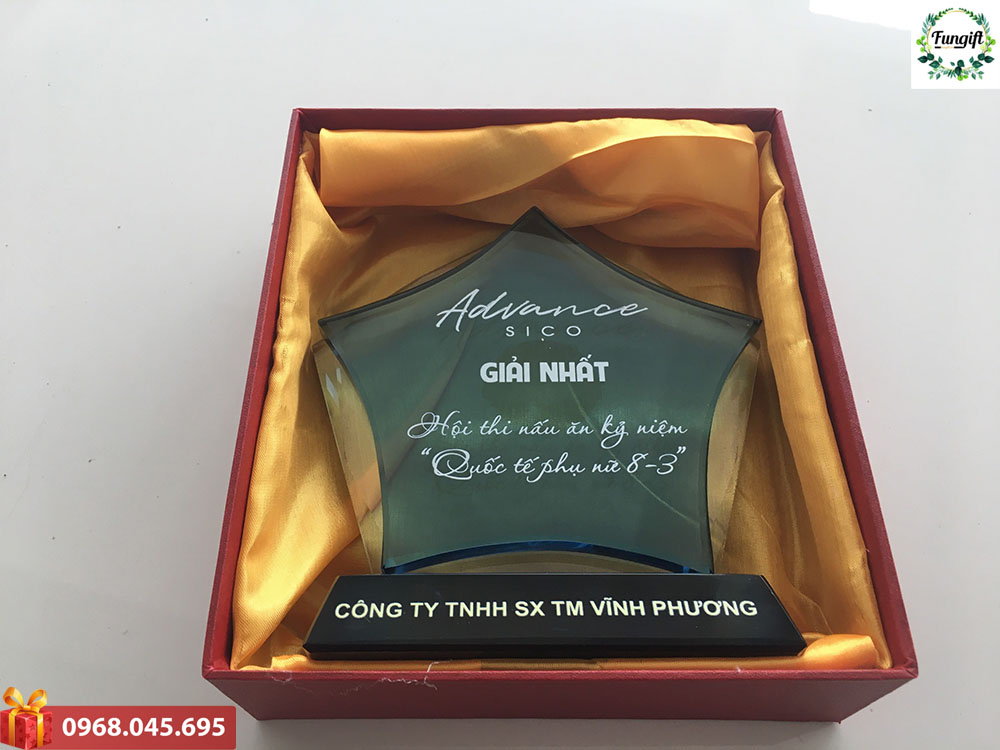 Fungift
Advance
SICO
GIẢI NHẤT
Hội thi nấu ăn kỷ niệm
“Quốc tế phụ nữ 8-3”
CÔNG TY TNHH SX TM VĨNH PHƯƠNG
0968.045.695